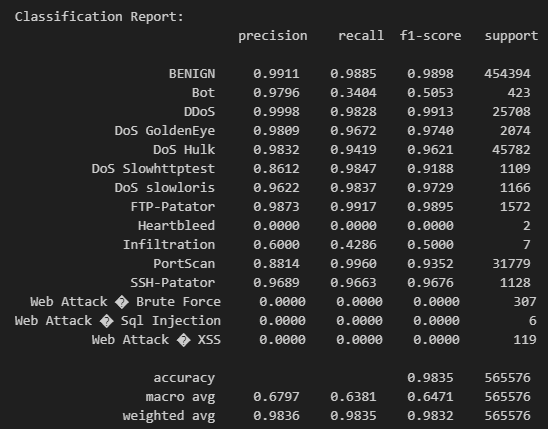 Classification Report:
precision recall f1-score support
BENIGN 0.9911 0.9885 0.9898 454394
Bot 0.9796 0.3404 0.5053 423
DDoS 0.9998 0.9828 0.9913 25708
DoS GoldenEye 0.9809 0.9672 0.9740 2074
DoS Hulk 0.9832 0.9419 0.9621 45782
DoS Slowhttptest 0.8612 0.9847 0.9188 1109
DoS slowloris 0.9622 0.9837 0.9729 1166
FTP-Patator 0.9873 0.9917 0.9895 1572
Heartbleed 0.0000 0.0000 0.0000 2
Infiltration 0.6000 0.4286 0.5000 7
PortScan 0.8814 0.9960 0.9352 31779
SSH-Patator 0.9689 0.9663 0.9676 1128
Web Attack � Brute Force 0.0000 0.0000 0.0000 307
Web Attack � Sql Injection 0.0000 0.0000 0.0000 6
Web Attack � XSS 0.0000 0.0000 0.0000 119
accuracy 0.9835 565576
macro avg 0.6797 0.6381 0.6471 565576
weighted avg 0.9836 0.9835 0.9832 565576